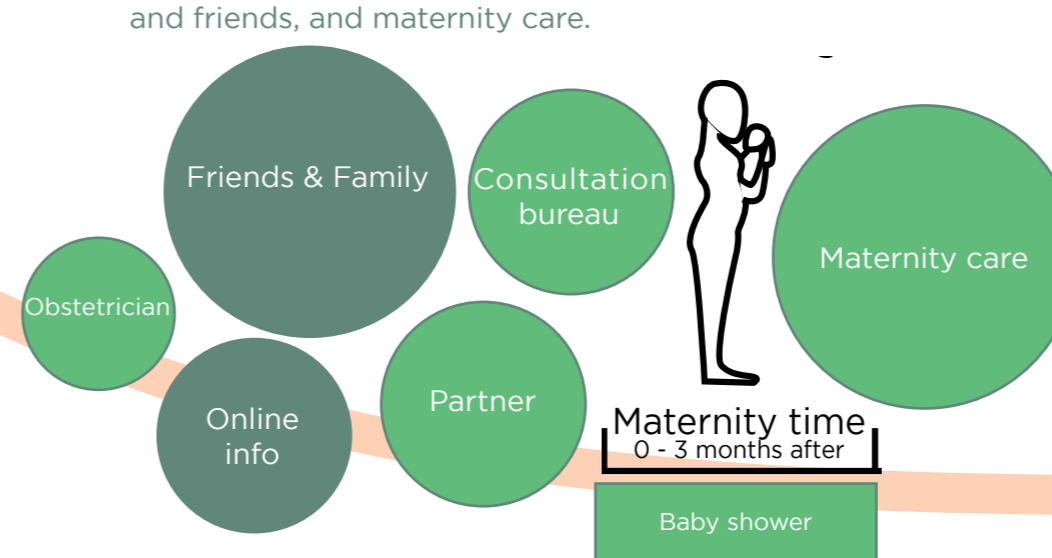 and friends, and maternity care.
Friends & Family
Consultation
bureau
Maternity care
Obstetrician
Partner
Online
info
Maternity time
0 - 3 months after
Baby shower